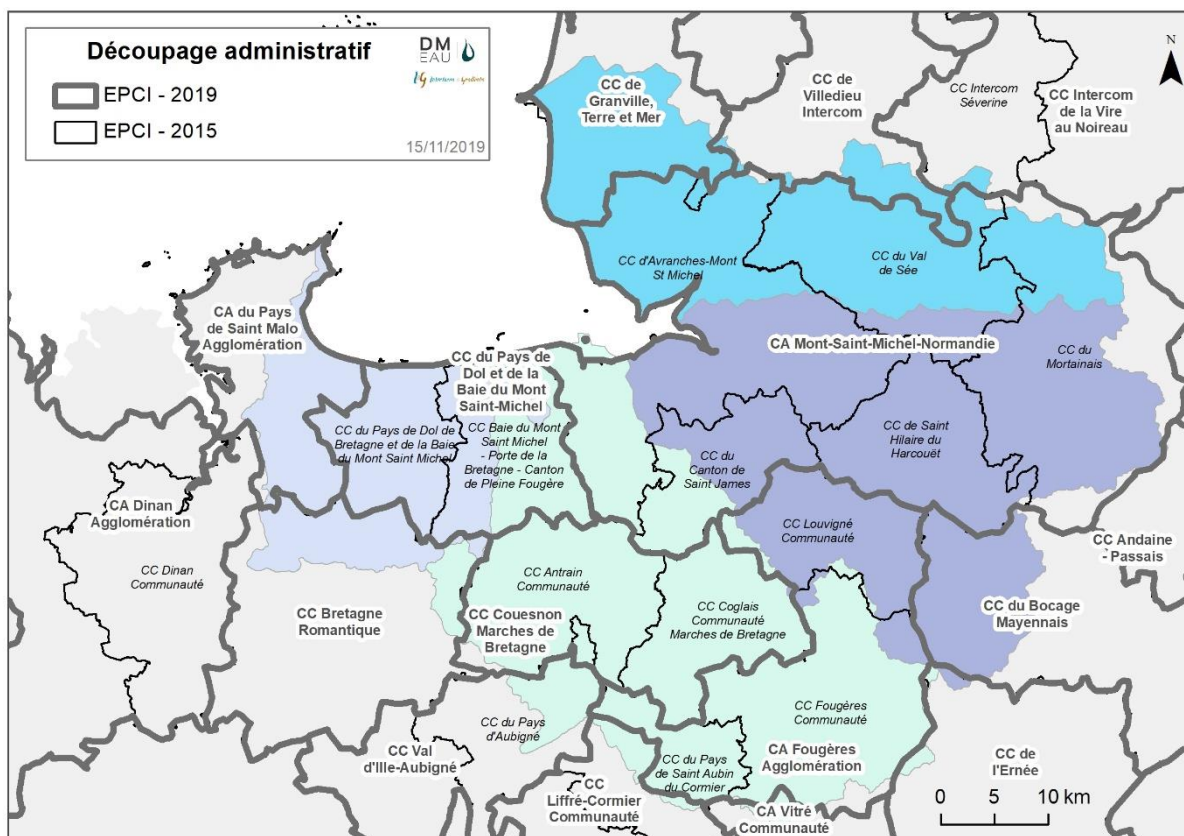 Découpage administratif
DM
EAU
EPCI - 2019
EPCI - 2015
15/11/2019
N
CC de
Granville,
Terre et Mer
CC de
Villedieu
Intercom
CC Intercom
Séverine
CC Intercom
de la Vire
au Noireau
CC d'Avranches-Mont
St Michel
CC du Val
de Sée
CA du Pays
de Saint Malo
Agglomération
CA Mont-Saint-Michel-Normandie
CC du
Mortainais
CC du Pays de
Dol et de la
Baie du Mont
Saint-Michel
CC du Pays de Dol de
Bretagne et de la Baie
du Mont Saint Michel
CC Baie du Mont
Saint Michel
- Porte de la
Bretagne - Canton
de Pleine Fougère
CC de Saint
Hilaire du
Harcouët
CC du
Canton de
Saint James
CA Dinan
Agglomération
CC Louvigné
Communauté
CC Andaine
- Passais
CC Dinan
Communauté
CC Antrain
Communauté
CC Bretagne
Romantique
CC Couesnon
Marches de
Bretagne
CC Coglais
Communauté
Marches de Bretagne
CC du Bocage
Mayennais
CC du Pays
d'Aubigné
CC Fougères
Communauté
CC Val
d'Ille-Aubigné
CC du Pays
de Saint Aubin
du Cormier
CA Fougères
Agglomération
CC de
l'Ernée
CC
Liffré-Cormier
Communauté
CA Vitré
Communauté
0 5 10 km